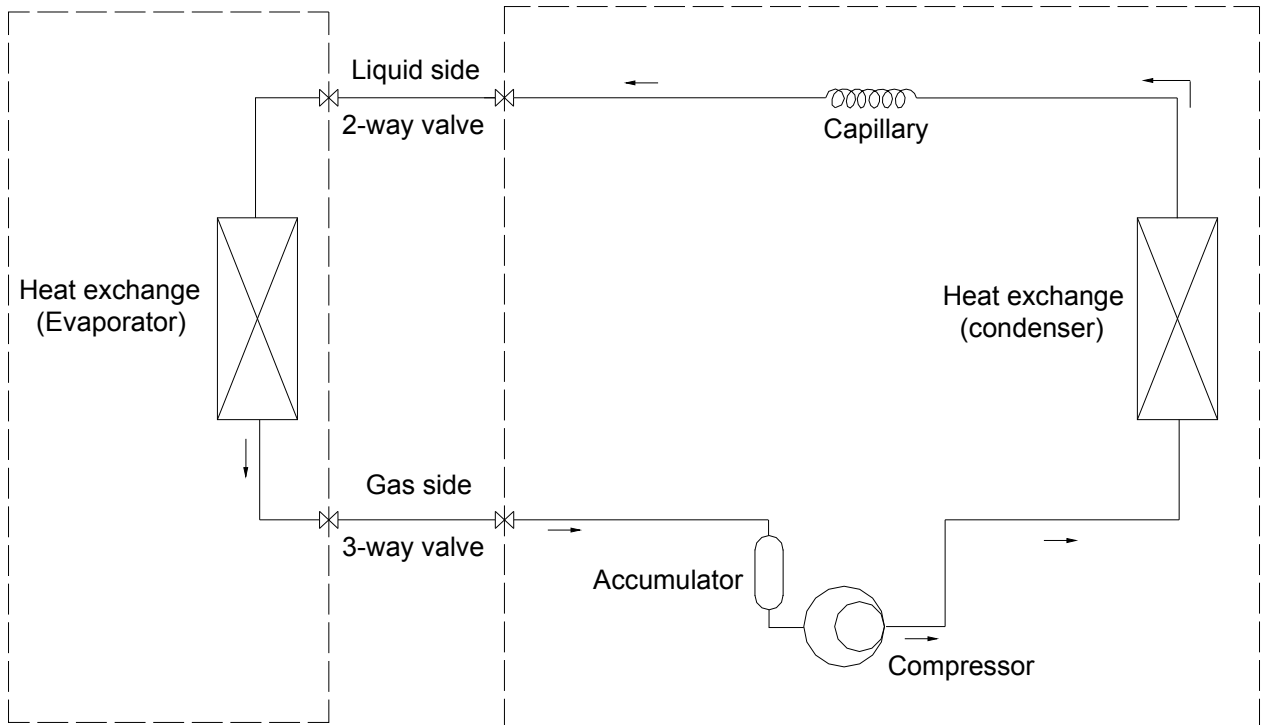 Liquid side
2-way valve
Capillary
Heat exchange
(Evaporator)
Heat exchange
(condenser)
Gas side
3-way valve
Accumulator
Compressor